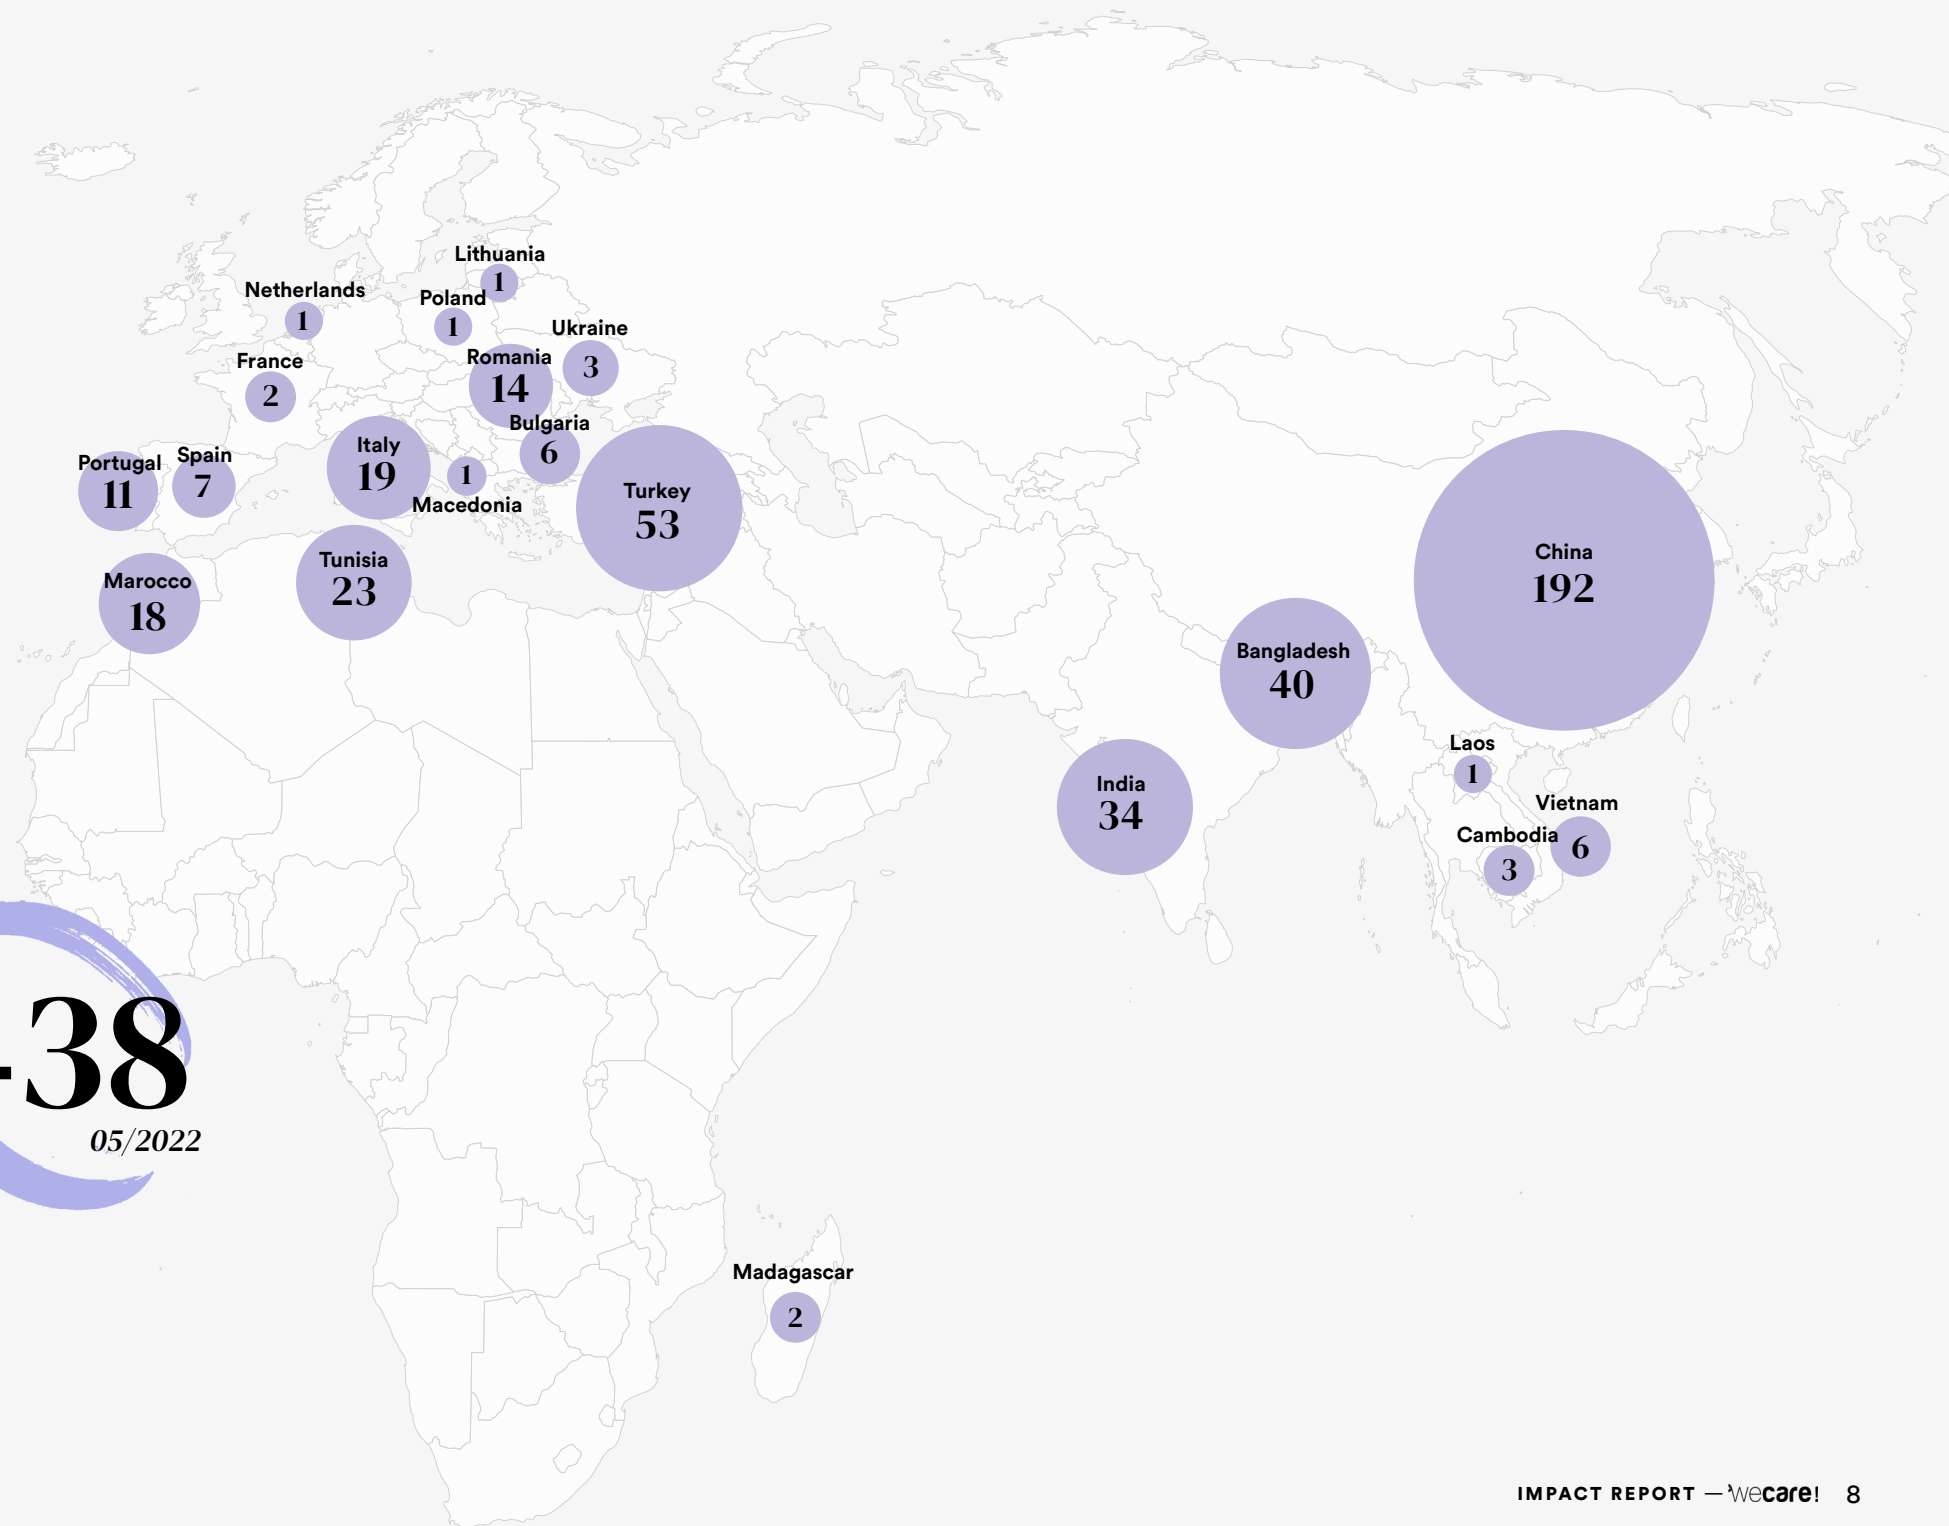 Lithuania
1
Netherlands
1
Poland
1
Ukraine
3
France
2
Romania
14
Bulgaria
6
Portugal
11
Spain
7
Italy
19
1
Macedonia
Turkey
53
Marocco
18
Tunisia
23
China
192
Bangladesh
40
India
34
Laos
1
Vietnam
6
Cambodia
3
-38
05/2022
Madagascar
2
IMPACT REPORT — wecare! 8